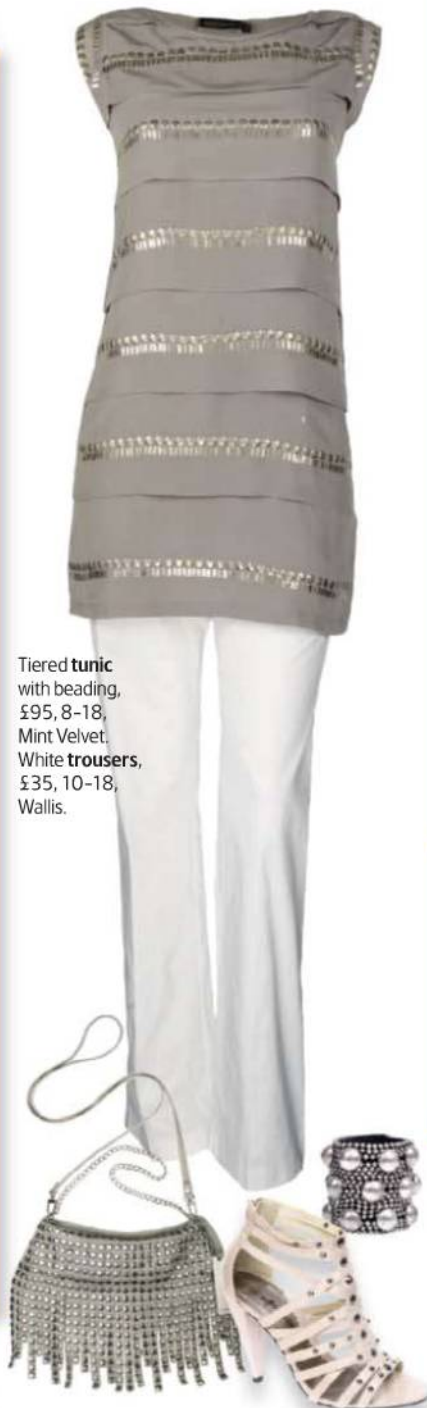 Tiered tunic
with beading,
£95, 8-18,
Mint Velvet.
White trousers,
£35, 10-18,
Wallis.